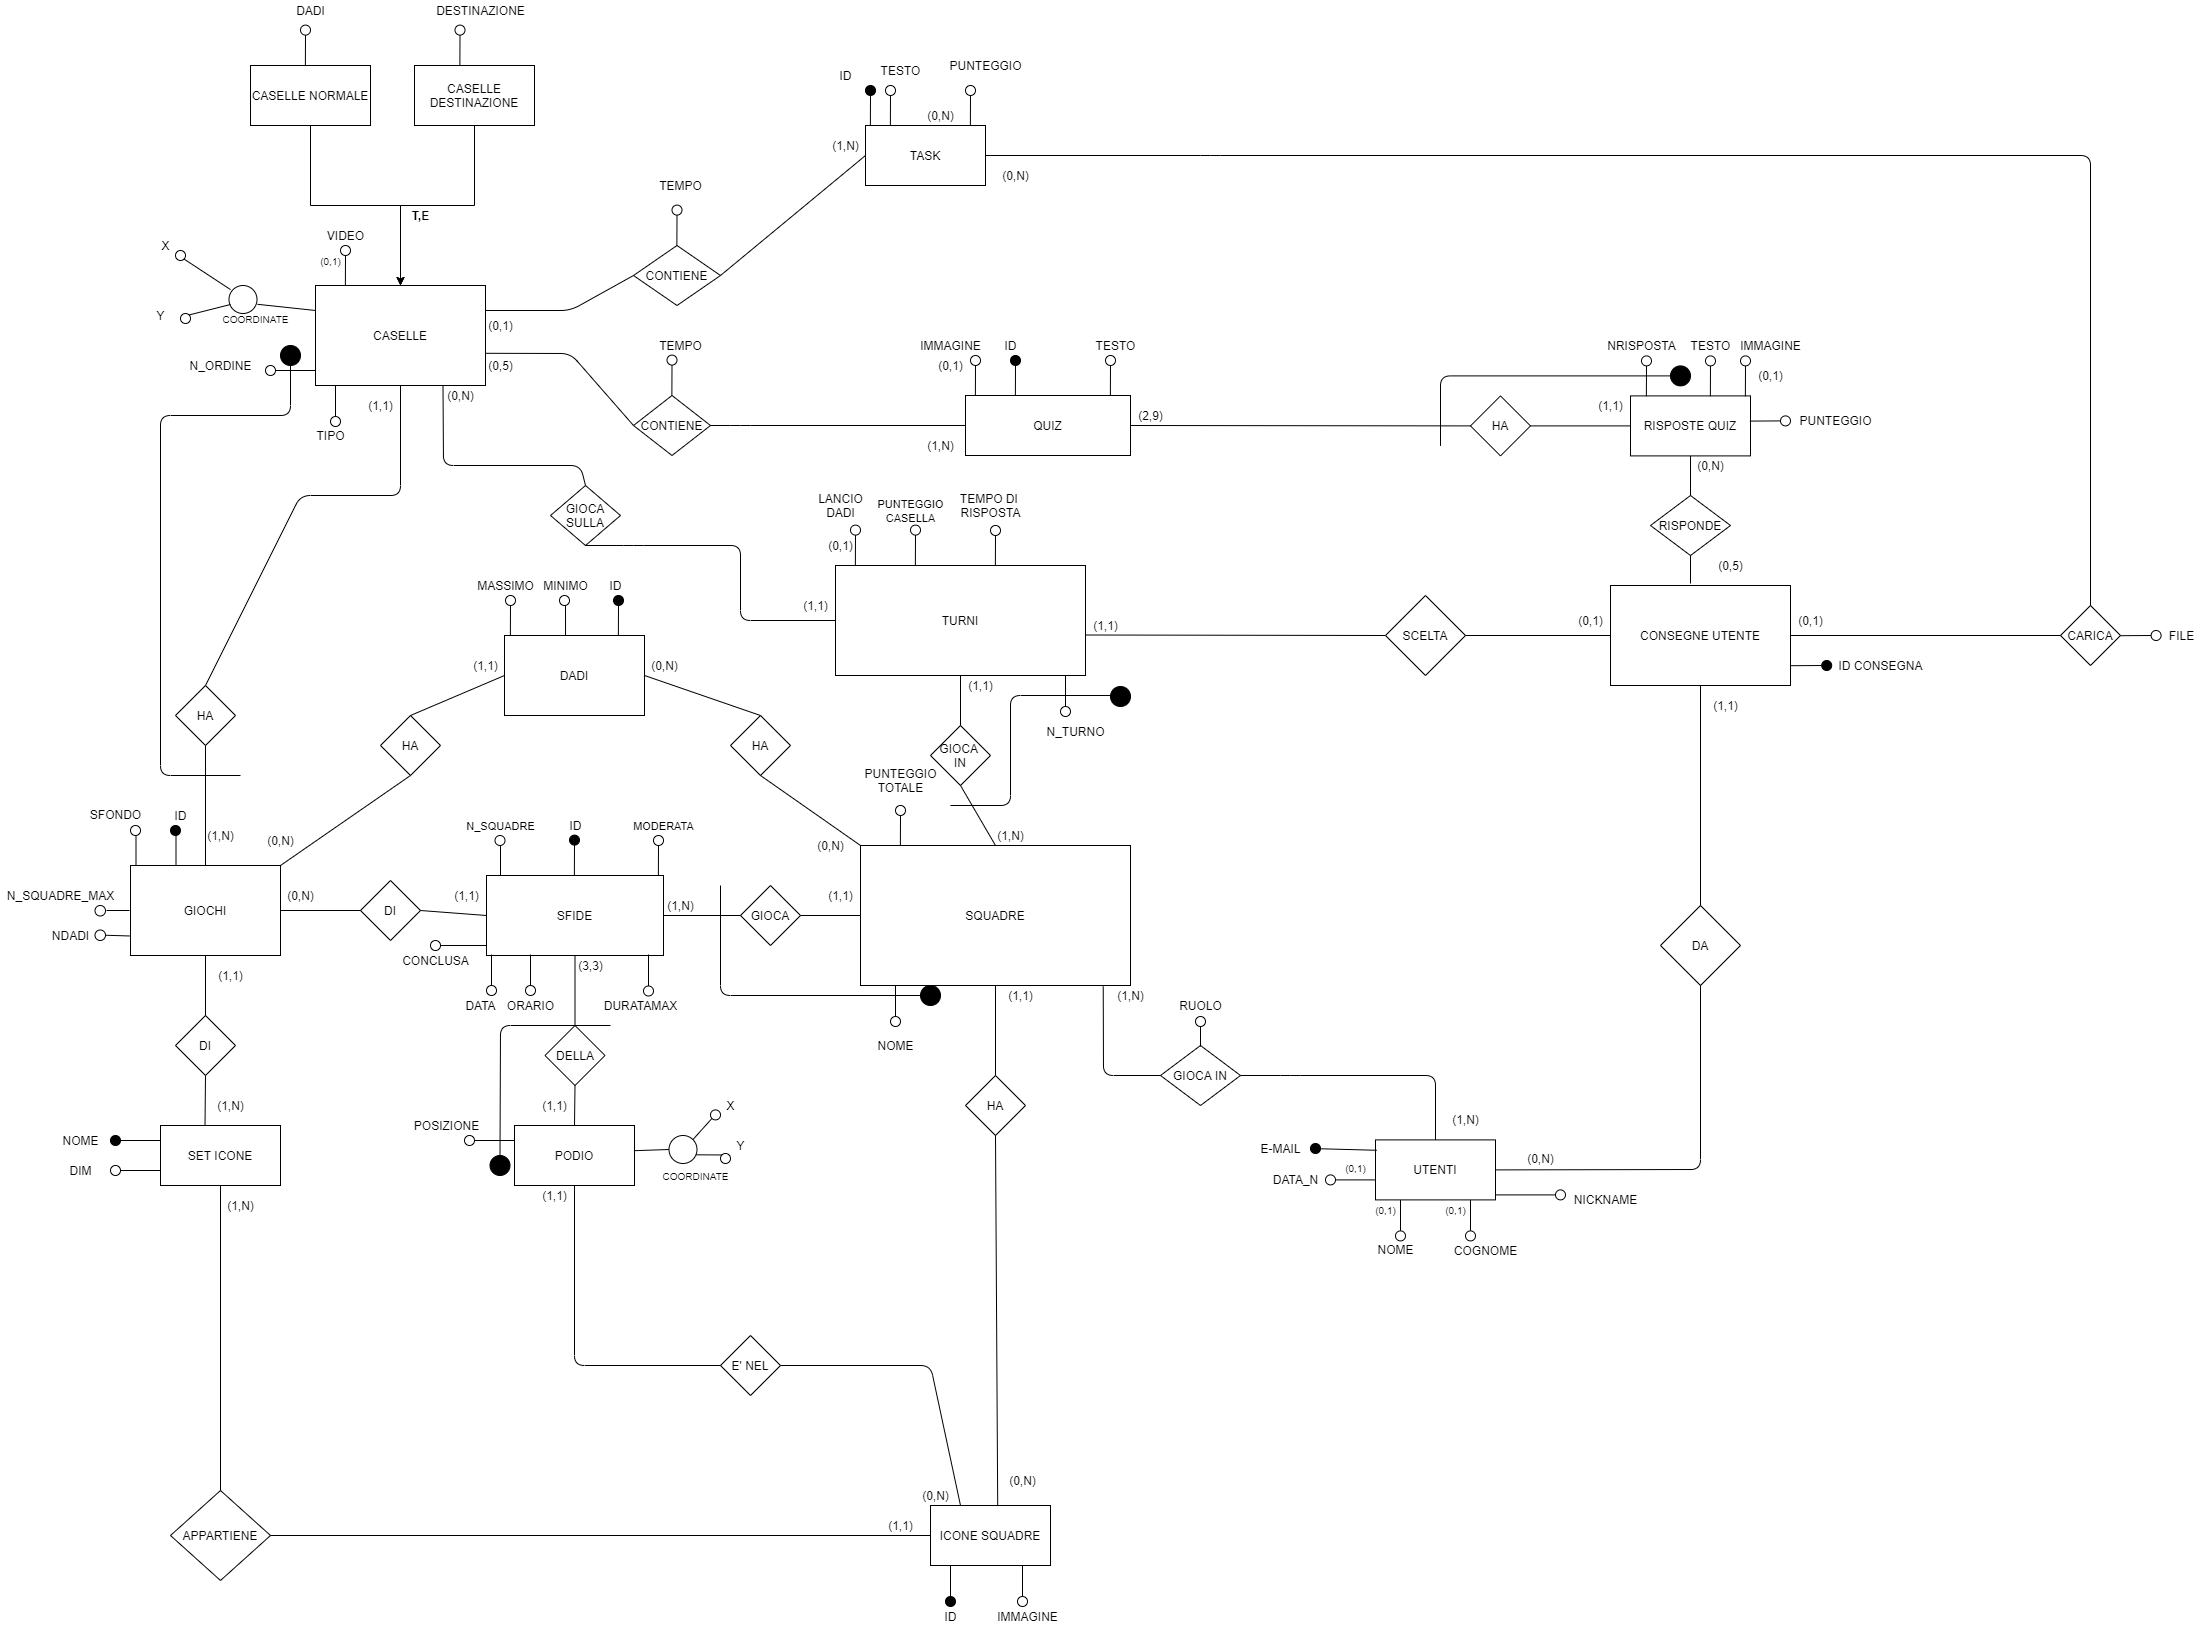 DADI
DESTINAZIONE
CASELLE NORMALE
CASELLE
DESTINAZIONE
T,E
ID
TESTO
PUNTEGGIO
(0,N)
(1,N)
TASK
(0,N)
TEMPO
CONTIENE
X
Y
COORDINATE
VIDEO
(0,1)
CASELLE
(0,1)
(0,5)
N_ORDINE
TIPO
(1,1)
(0,N)
TEMPO
CONTIENE
IMMAGINE
(0,1)
ID
TESTO
QUIZ
(1,N)
(2,9)
HA
NRISPOSTA
TESTO
IMMAGINE
(0,1)
(1,1)
RISPOSTE QUIZ
PUNTEGGIO
(0,N)
RISPONDE
(0,5)
GIOCA
SULLA
LANCIO
DADI
(0,1)
PUNTEGGIO
CASELLA
TEMPO DI
RISPOSTA
(1,1)
TURNI
(1,1)
SCELTA
(0,1)
CONSEGNE UTENTE
(0,1)
CARICA
FILE
ID CONSEGNA
(1,1)
MASSIMO
MINIMO
ID
(1,1)
DADI
(0,N)
HA
HA
HA
(1,1)
GIOCA
IN
N_TURNO
PUNTEGGIO
TOTALE
(1,N)
SFONDO
ID
(1,N)
(0,N)
N_SQUADRE_MAX
NDADI
GIOCHI
(0,N)
DI
(1,1)
N_SQUADRE
ID
MODERATA
SFIDE
(1,N)
CONCLUSA
DATA
ORARIO
(3,3)
DURATAMAX
GIOCA
(0,N)
(1,1)
SQUADRE
NOME
(1,1)
(1,N)
DA
(1,1)
DI
(1,N)
NOME
DIM
SET ICONE
(1,N)
DELLA
(1,1)
POSIZIONE
PODIO
X
Y
COORDINATE
(1,1)
HA
RUOLO
GIOCA IN
(1,N)
E-MAIL
DATA_N
(0,1)
UTENTI
(0,N)
NICKNAME
(0,1)
(0,1)
NOME
COGNOME
E' NEL
(0,N)
(0,N)
APPARTIENE
(1,1)
ICONE SQUADRE
ID
IMMAGINE